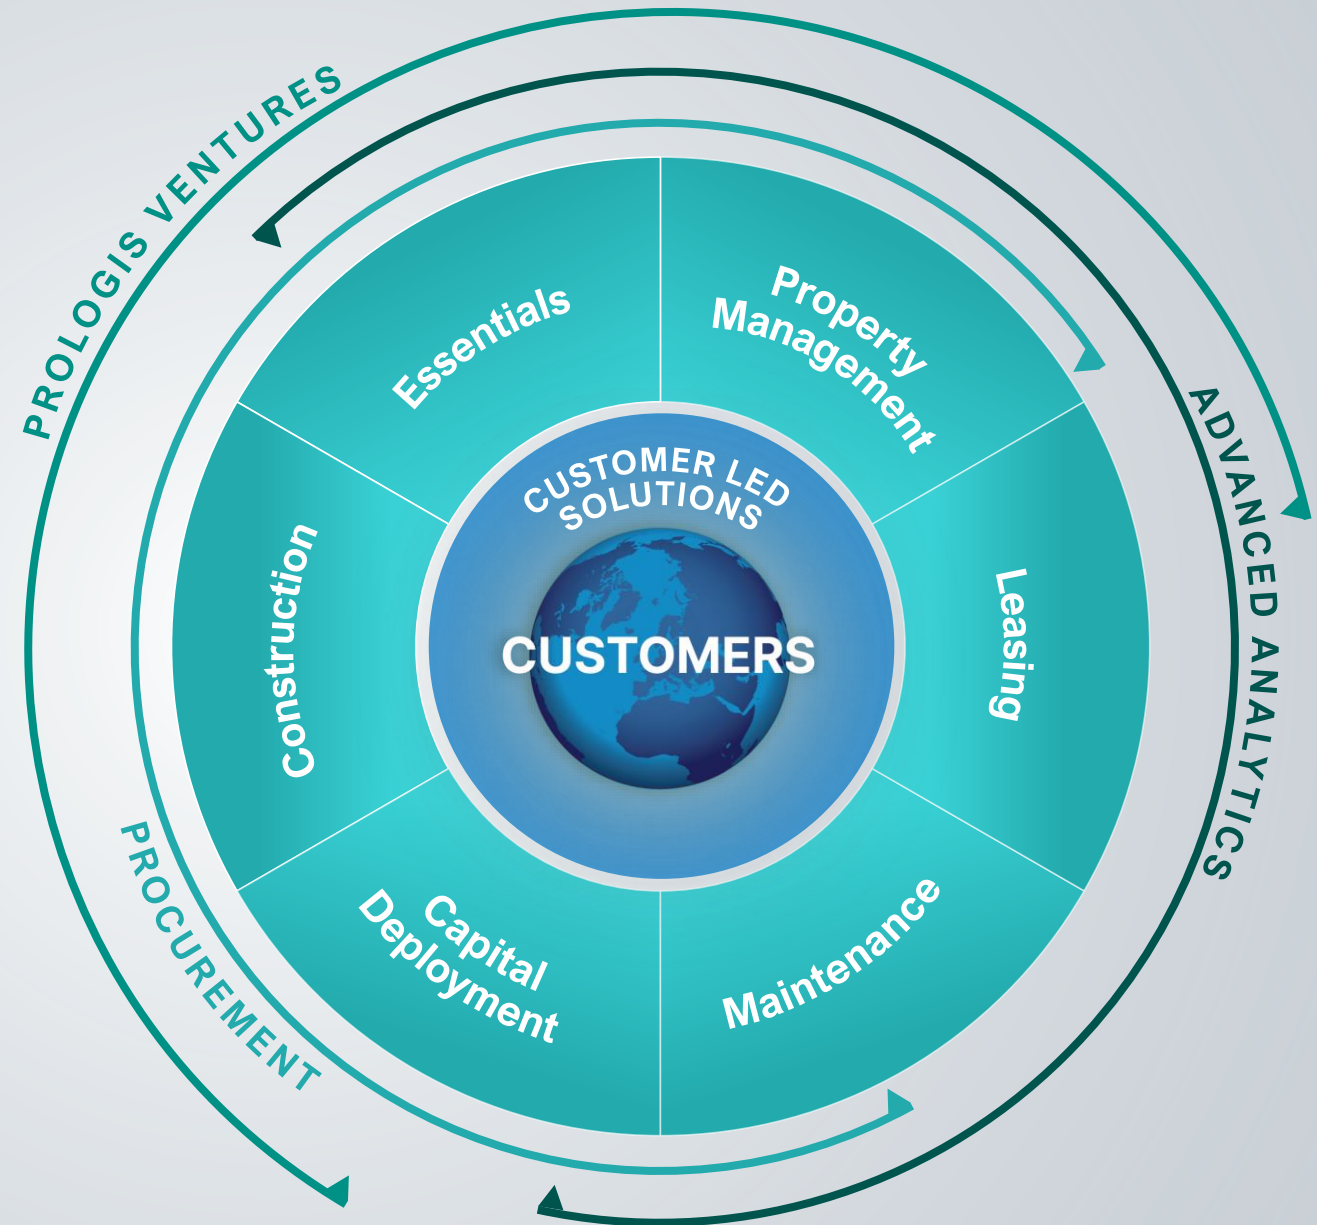 PROLOGIS VENTURES
ADVANCED ANALYTICS
PROCUREMENT
Essentials
Property
Management
Leasing
Maintenance
Capital
Deployment
Construction
CUSTOMER LED
SOLUTIONS
CUSTOMERS